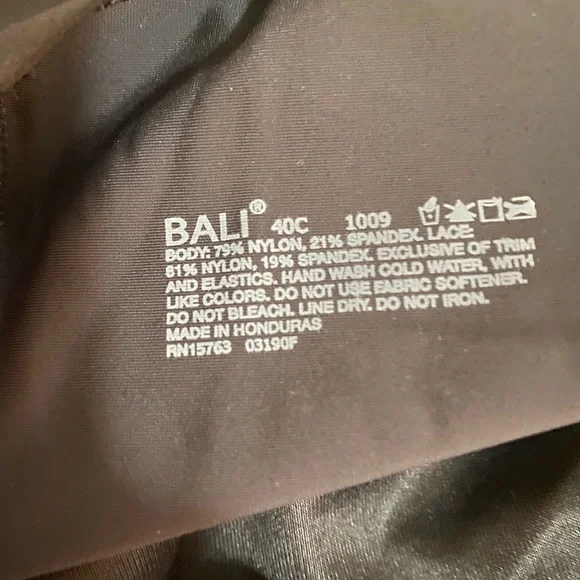 BALI® 40C 1009
BODY: 79% NYLON, 21% SPANDEX. LACE:
81% NYLON, 19% SPANDEX. EXCLUSIVE OF TRIM
AND ELASTICS. HAND WASH COLD WATER, WITH
LIKE COLORS. DO NOT USE FABRIC SOFTENER.
DO NOT BLEACH. LINE DRY. DO NOT IRON.
MADE IN HONDURAS
RN15763 03190F